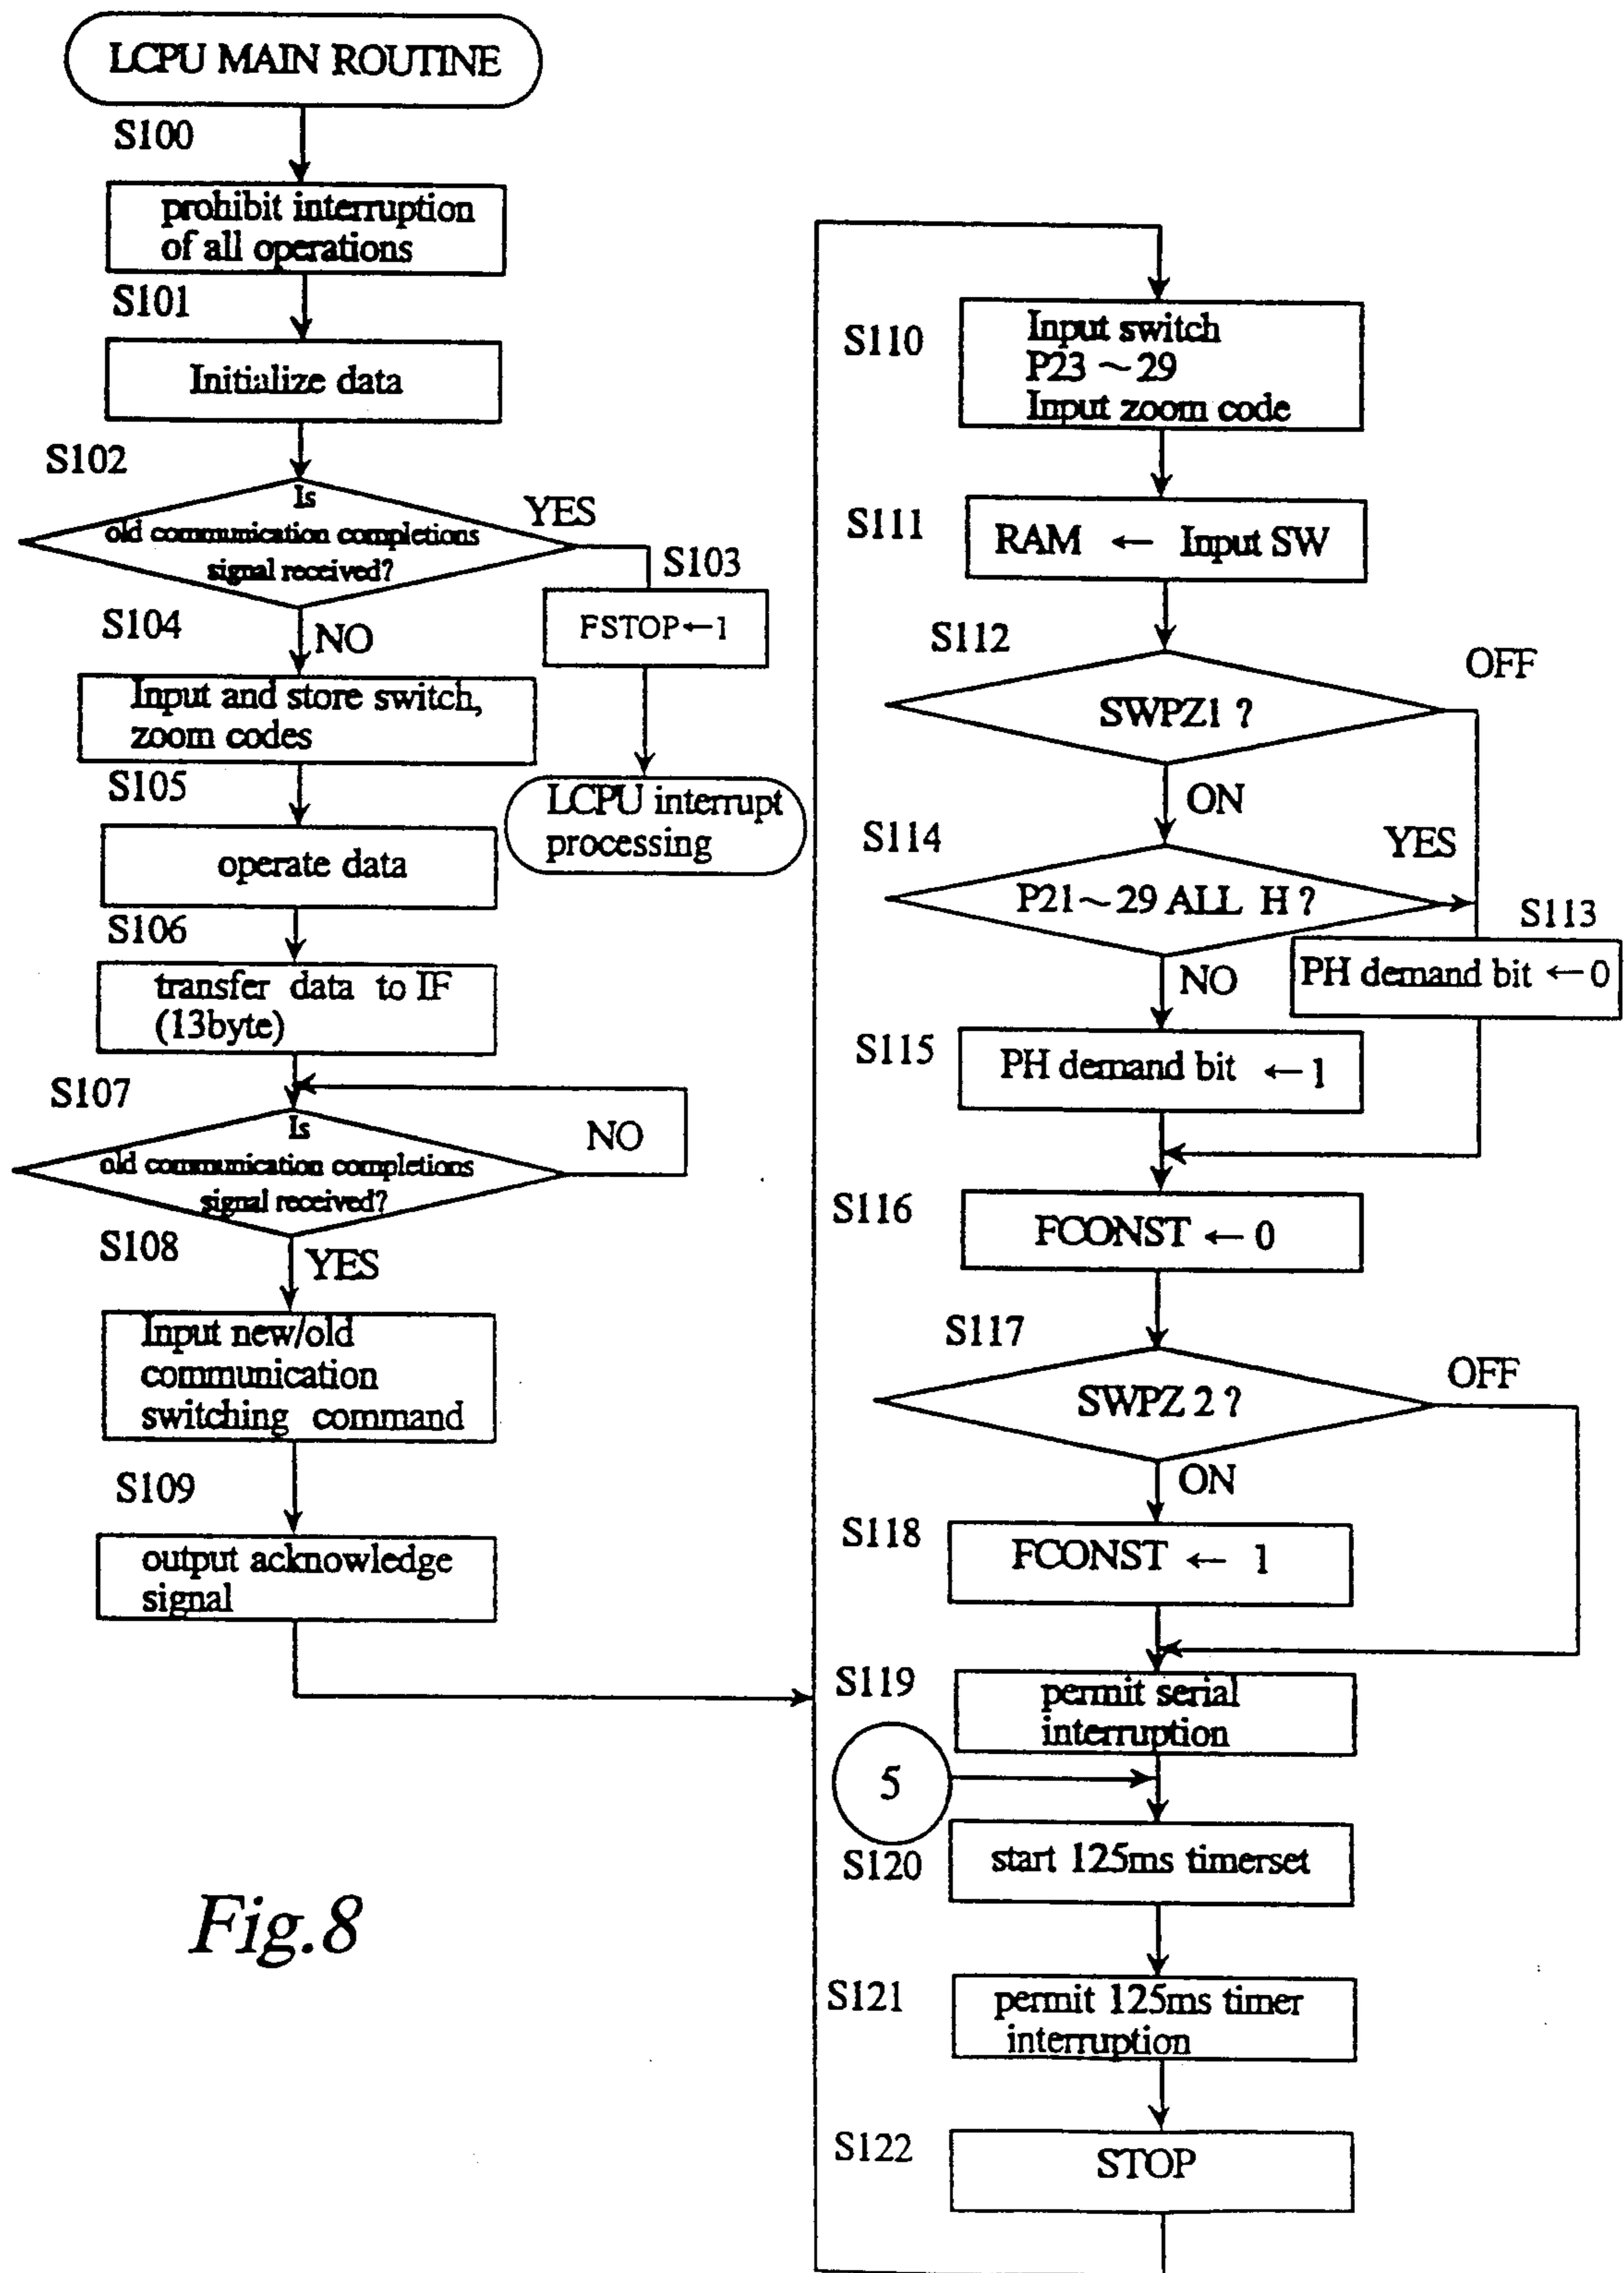 LCPU MAIN ROUTINE
S100
prohibit interruption
of all operations
S101
Initialize data
S102
Is
old communication completions
signal received?
YES
S103
FSTOP←1
LCPU interrupt
processing
S104
NO
Input and store switch,
zoom codes
S105
operate data
S106
transfer data to IF
(13byte)
S107
Is
old communication completions
signal received?
NO
S108
YES
Input new/old
communication
switching command
S109
output acknowledge
signal
S110
Input switch
P23 ~29
Input zoom code
S111
RAM ← Input SW
S112
SWPZ1 ?
OFF
ON
S114
P21~29 ALL H ?
YES
S113
PH demand bit ←0
NO
S115
PH demand bit ←1
S116
FCONST ← 0
S117
SWPZ 2 ?
OFF
ON
S118
FCONST ← 1
S119
permit serial
interruption
5
S120
start 125ms timerset
S121
permit 125ms timer
interruption
S122
STOP
Fig.8